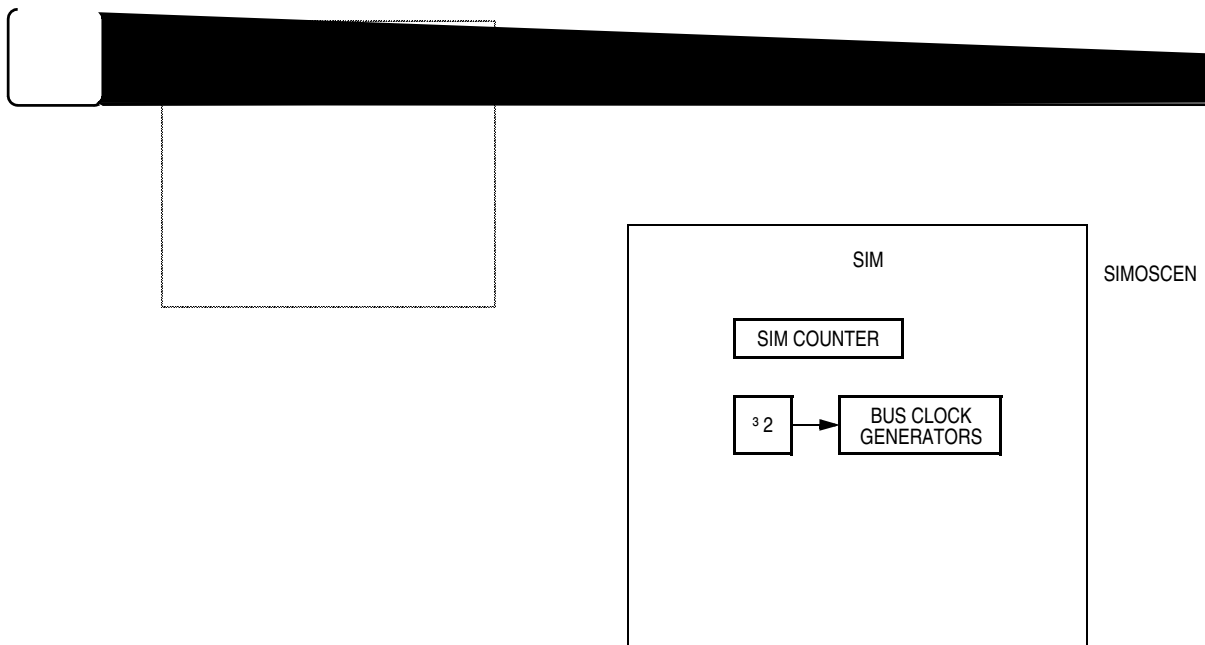 SIM
SIMOSCEN
SIM COUNTER
³ 2
BUS CLOCK
GENERATORS